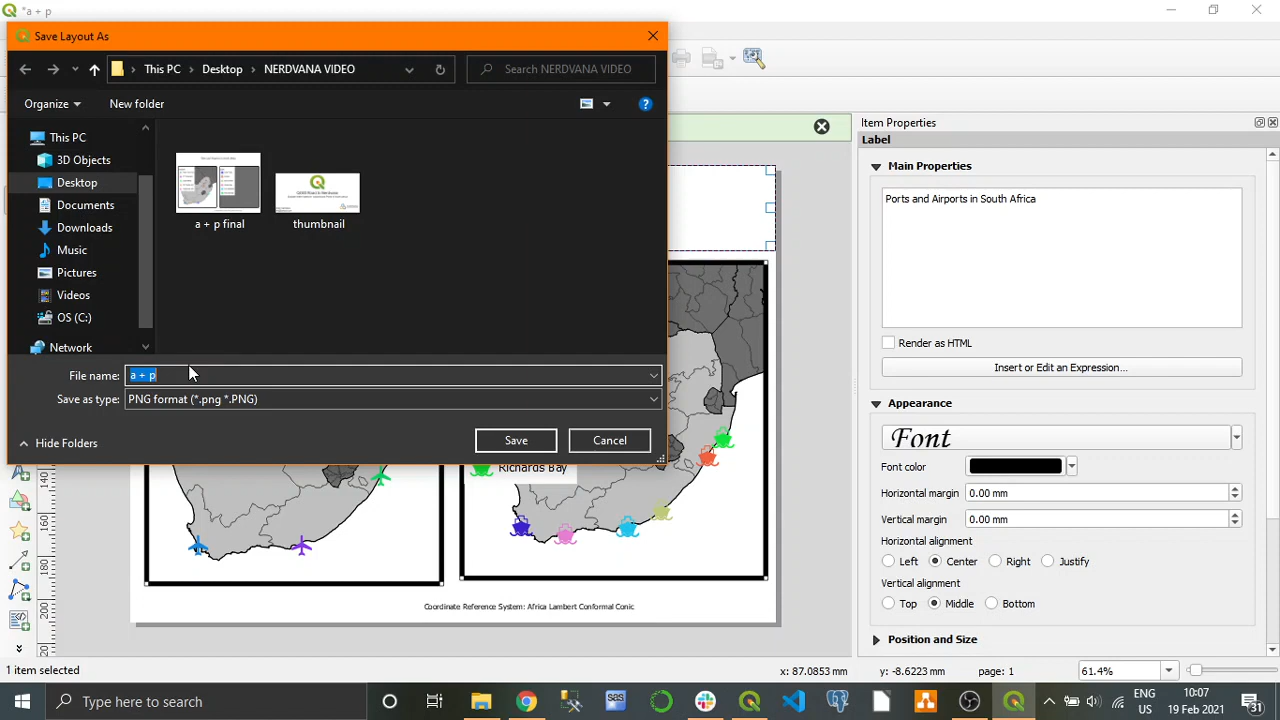 *a + p
Save Layout As
This PC
Desktop
NERDVANA VIDEO
Search NERDVANA VIDEO
Organize
New folder
This PC
3D Objects
Desktop
Documents
Downloads
Music
Pictures
Videos
OS (C:)
Network
a + p final
thumbnail
File name:
a + p
Save as type:
PNG format (*.png *.PNG)
Hide Folders
Save
Cancel
Richards Bay
Coordinate Reference System: Africa Lambert Conformal Conic
Item Properties
Label
Main Properties
Ports and Airports in South Africa
Render as HTML
Insert or Edit an Expression...
Appearance
Font
Font color
Horizontal margin
0.00 mm
Vertical margin
0.00 mm
Horizontal alignment
Left
Center
Right
Justify
Vertical alignment
Top
Middle
Bottom
Position and Size
200
1 item selected
x: 87.0853 mm
y: -8.6223 mm
page: 1
61.4%
Type here to search
sas
ENG
00:07
19 Feb 2021
31